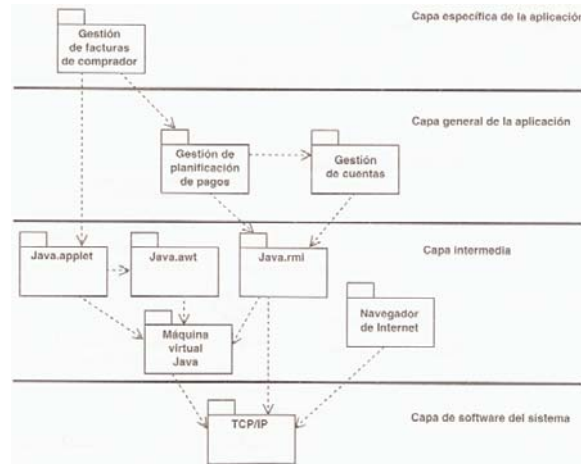 Gestión
de facturas
de comprador
Capa específica de la aplicación
Capa general de la aplicación
Gestión de
planificación
de pagos
Gestión
de cuentas
Java.applet
Java.awt
Java.rmi
Capa intermedia
Navegador
de Internet
Máquina
virtual
Java
TCP/IP
Capa de software del sistema